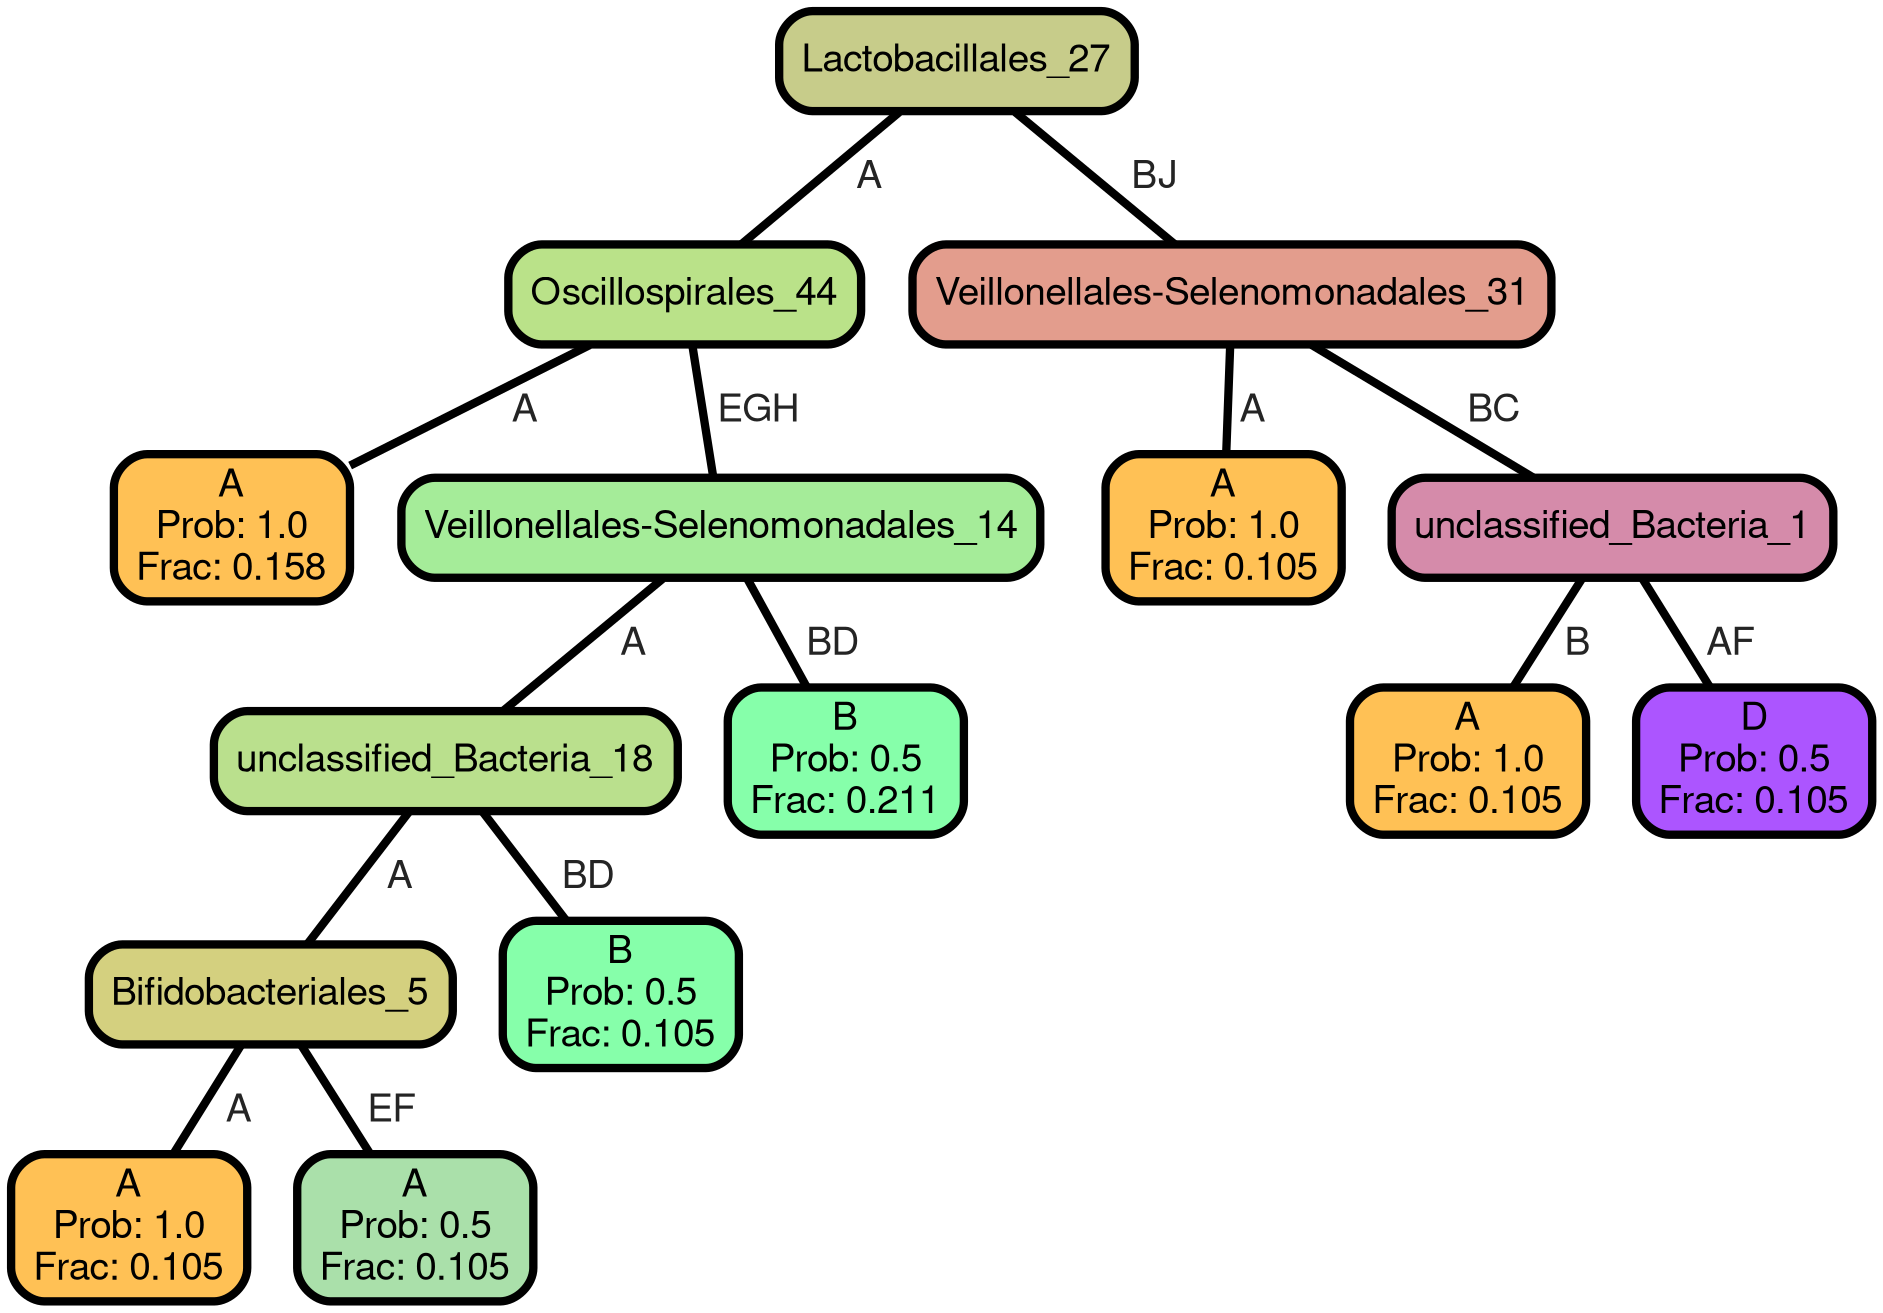 Lactobacillales_27
A
BJ
Oscillospirales_44
Veillonellales-Selenomonadales_31
A
EGH
A
BC
A
Prob: 1.0
Frac: 0.158
Veillonellales-Selenomonadales_14
A
Prob: 1.0
Frac: 0.105
unclassified_Bacteria_1
A
BD
B
AF
unclassified_Bacteria_18
B
Prob: 0.5
Frac: 0.211
A
Prob: 1.0
Frac: 0.105
D
Prob: 0.5
Frac: 0.105
A
BD
Bifidobacteriales_5
B
Prob: 0.5
Frac: 0.105
A
EF
A
Prob: 1.0
Frac: 0.105
A
Prob: 0.5
Frac: 0.105